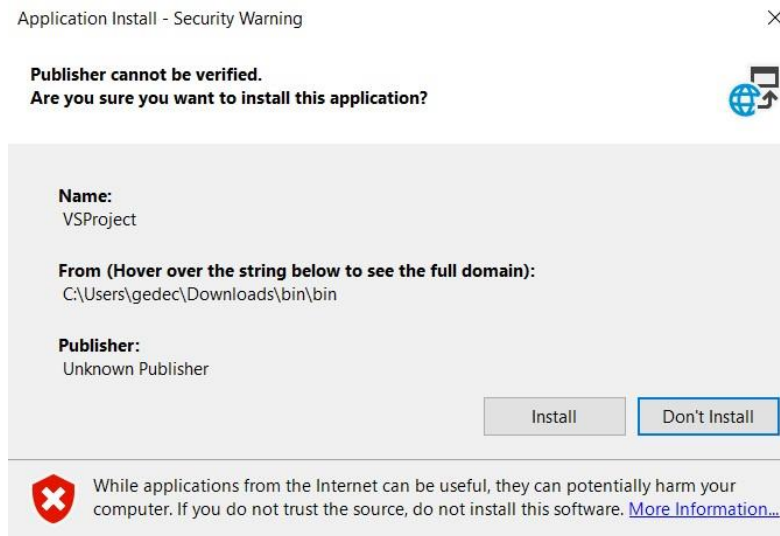 Application Install - Security Warning
Publisher cannot be verified.
Are you sure you want to install this application?
Name:
VSProject
From (Hover over the string below to see the full domain):
C:\Users\gedec\Downloads\bin\bin
Publisher:
Unknown Publisher
Install Don't Install
While applications from the Internet can be useful, they can potentially harm your
computer. If you do not trust the source, do not install this software. More Information...